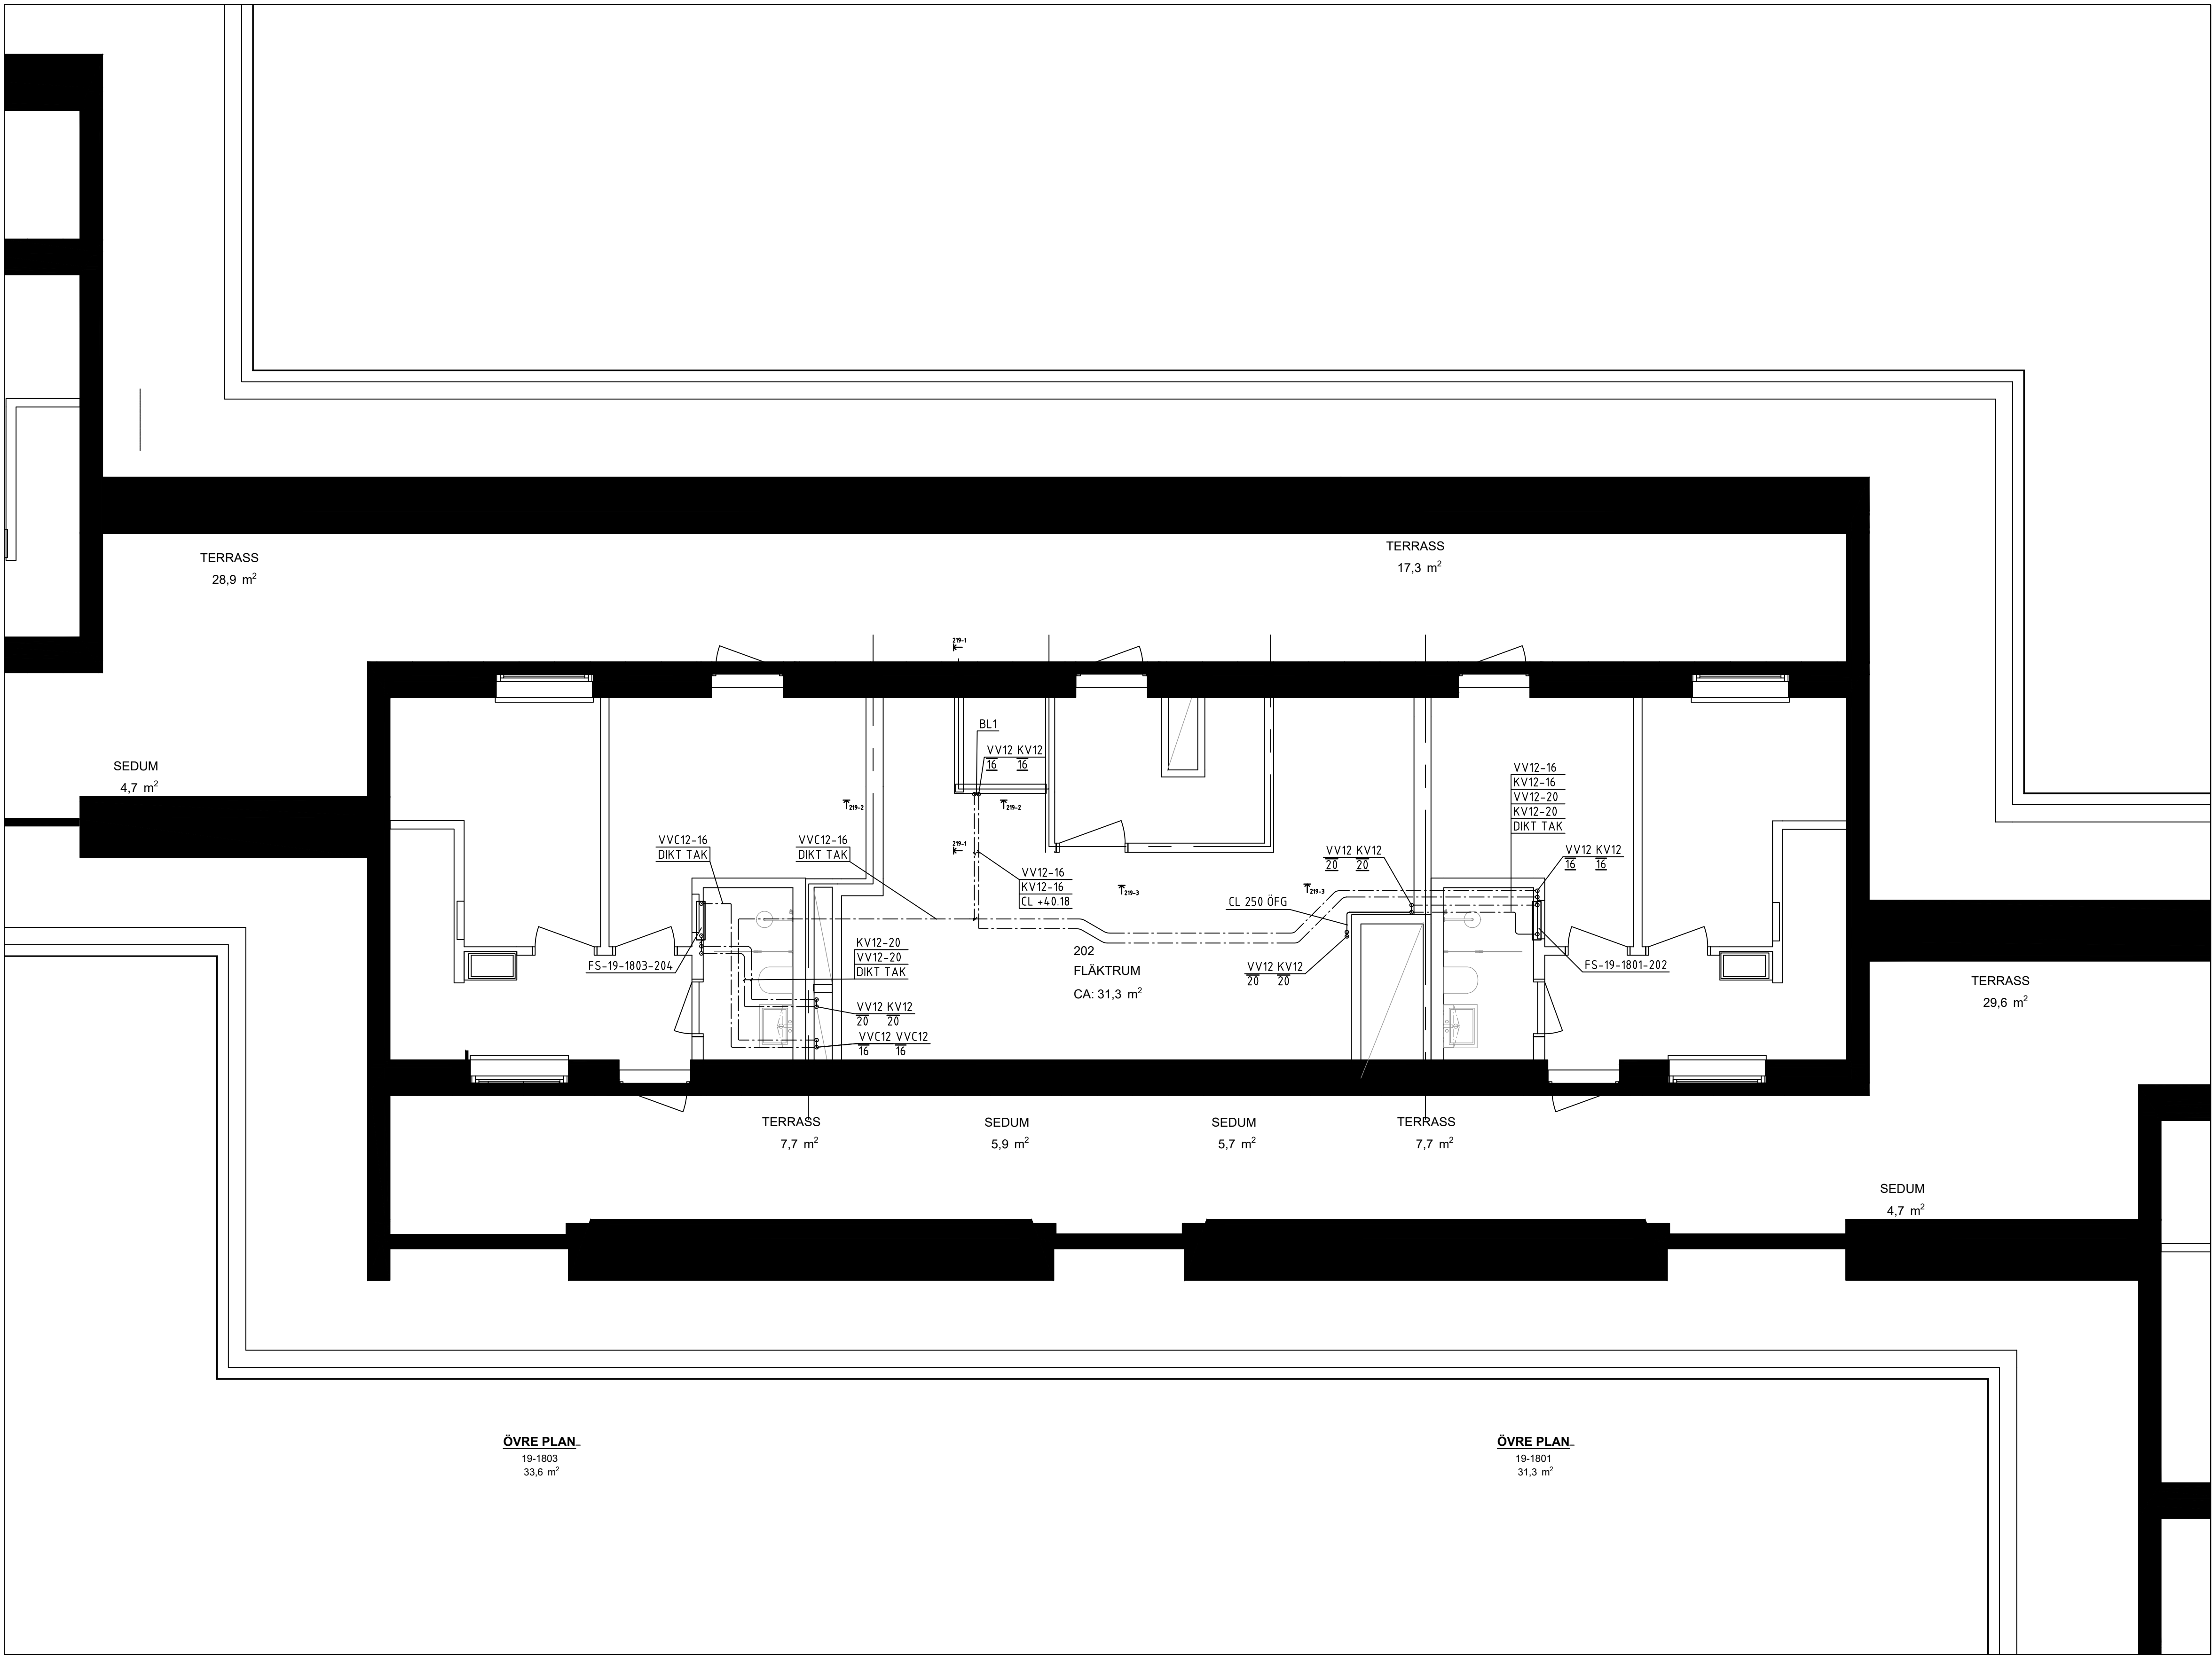 TERRASS
28,9 m²
TERRASS
17,3 m²
219-1
BL1
VV12 KV12
16 16
SEDUM
4,7 m²
219-2
219-2
VV12-16
KV12-16
VV12-20
KV12-20
DIKT TAK
VVC12-16
DIKT TAK
VVC12-16
DIKT TAK
219-1
VV12 KV12
20 20
VV12 KV12
16 16
VV12-16
KV12-16
CL +40.18
219-3
219-3
CL 250 ÖFG
KV12-20
VV12-20
DIKT TAK
202
FLÄKTRUM
CA: 31,3 m²
FS-19-1803-204
VV12 KV12
20 20
FS-19-1801-202
TERRASS
29,6 m²
VV12 KV12
20 20
VVC12 VVC12
16 16
TERRASS
7,7 m²
SEDUM
5,9 m²
SEDUM
5,7 m²
TERRASS
7,7 m²
SEDUM
4,7 m²
ÖVRE PLAN
19-1803
33,6 m²
ÖVRE PLAN
19-1801
31,3 m²